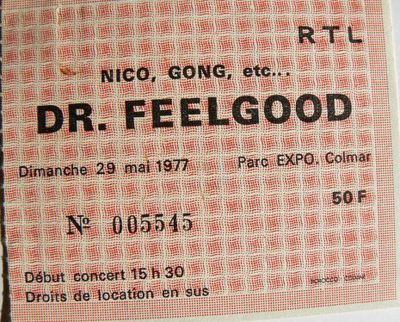 RTL
NICO, GONG, etc...
DR. FEELGOOD
Dimanche 29 mai 1977 Parc EXPO. Colmar
50 F
Nº 005545
Début concert 15 h 30
Droits de location en sus